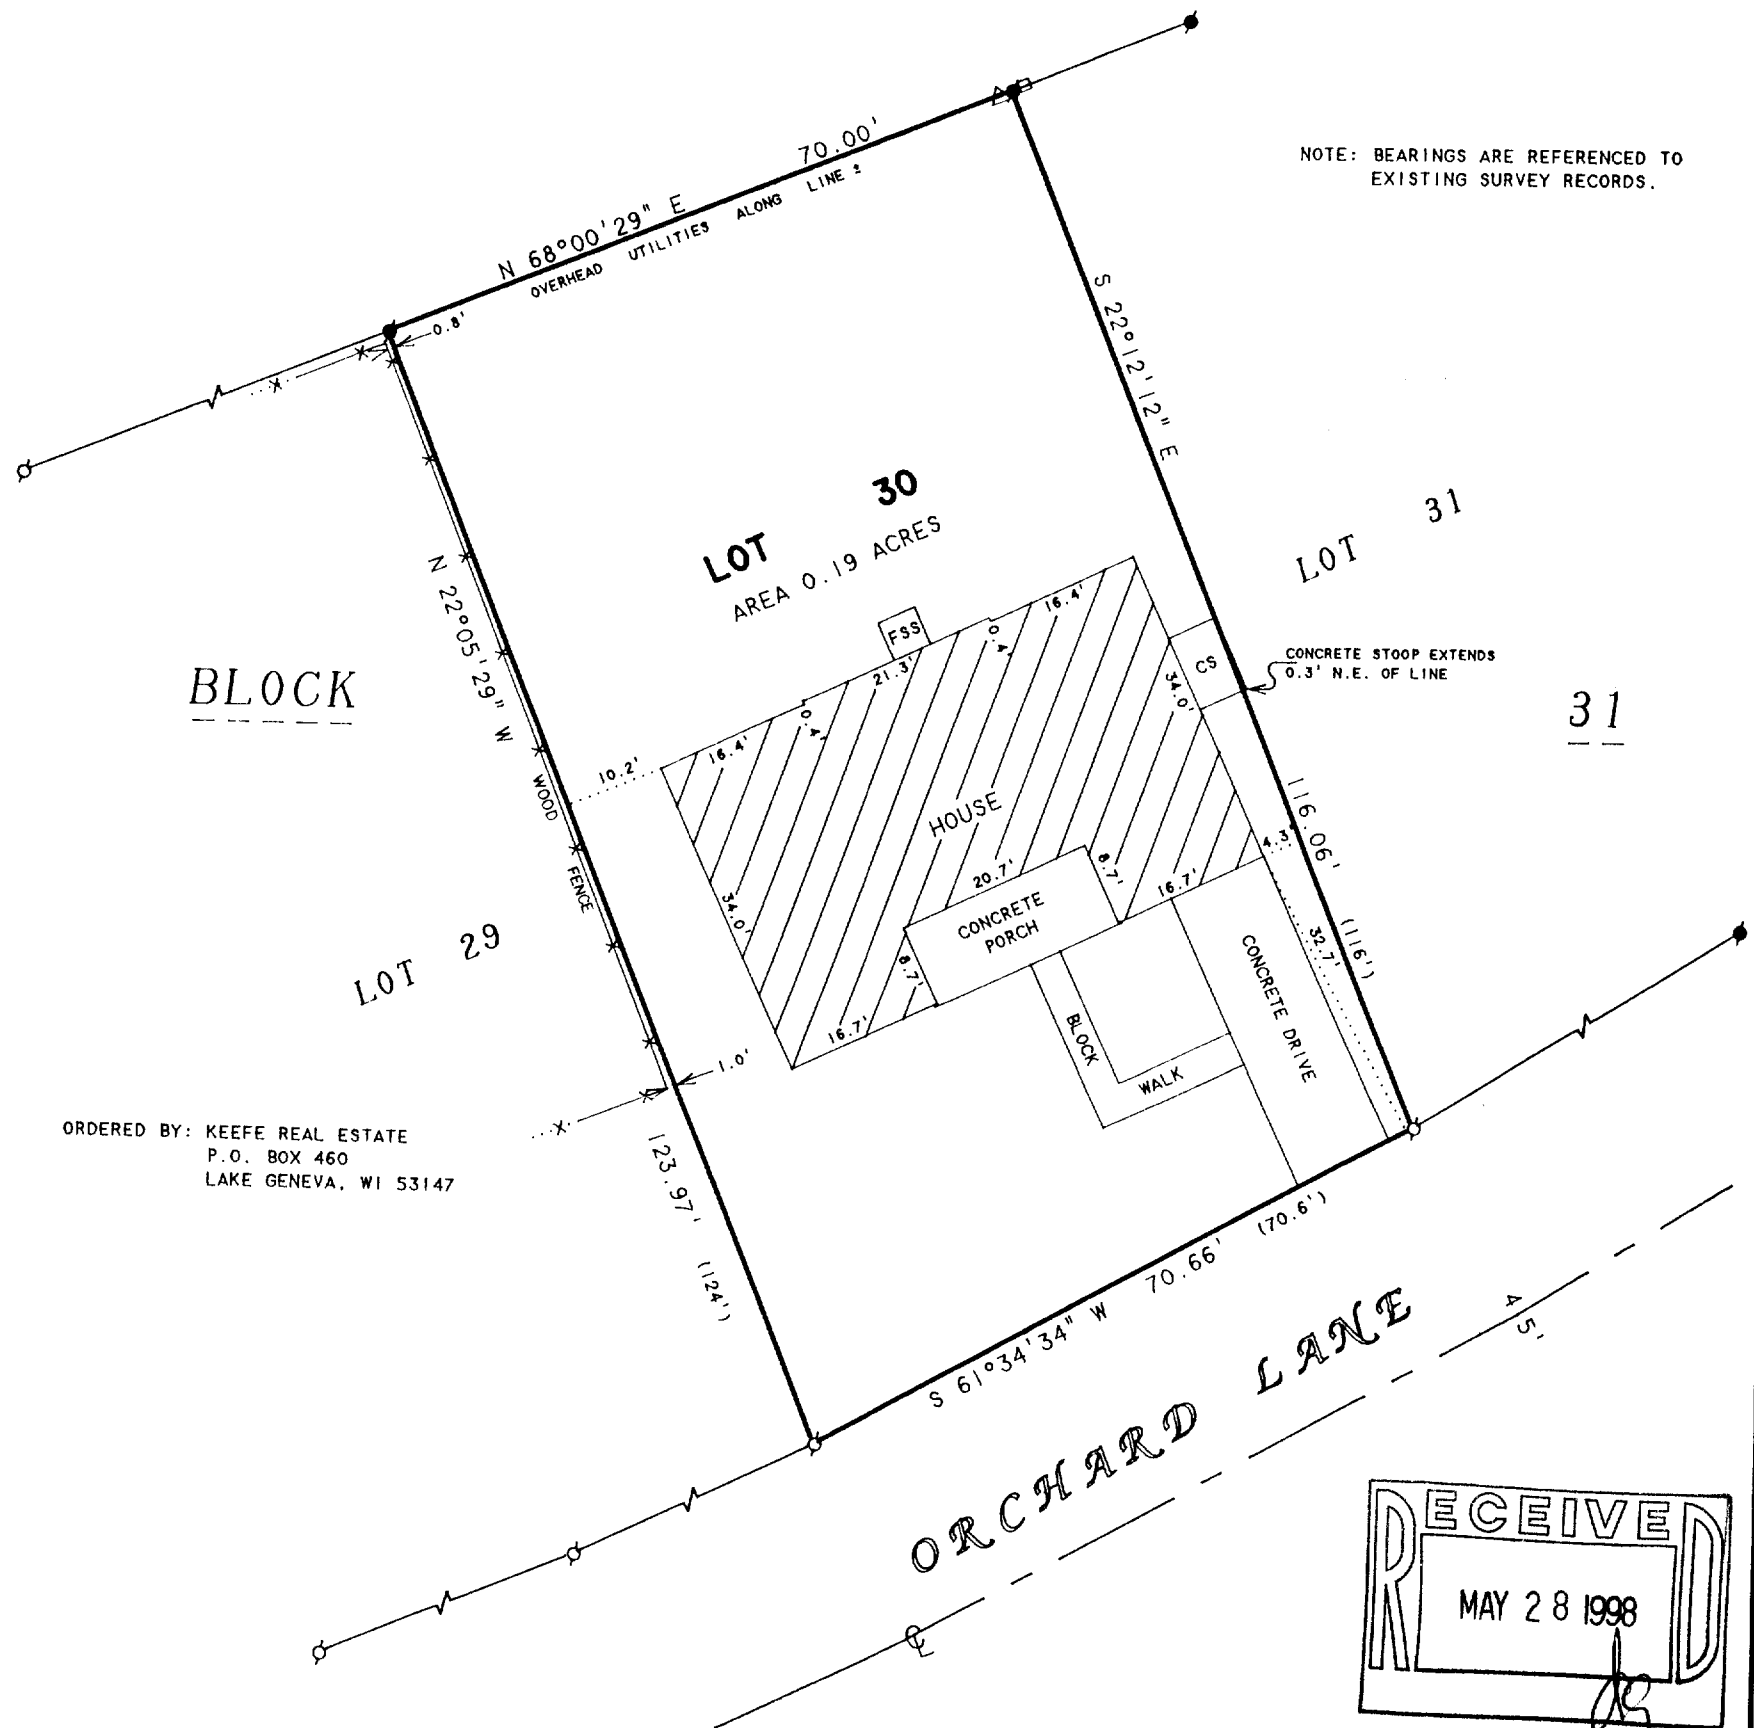 70.00'
N 68°00'29" E
OVERHEAD UTILITIES ALONG LINE ±
NOTE: BEARINGS ARE REFERENCED TO
EXISTING SURVEY RECORDS.
0.8'
S 22°12'12" E
LOT 30
AREA 0.19 ACRES
LOT 31
N 22°05'29" W
BLOCK
31
FSS
16.4'
0.4'
21.3'
0.4'
16.4'
CS
34.0'
CONCRETE STOOP EXTENDS
0.3' N.E. OF LINE
10.2'
WOOD FENCE
HOUSE
116.06'
(116')
4.3'
20.7'
8.7'
16.7'
CONCRETE
PORCH
34.0'
8.7'
16.7'
32.7'
CONCRETE DRIVE
BLOCK
WALK
LOT 29
1.0'
ORDERED BY: KEEFE REAL ESTATE
P.O. BOX 460
LAKE GENEVA, WI 53147
123.97'
(124')
S 61°34'34" W 70.66' (70.6')
45'
ORCHARD LANE
RECEIVED
MAY 28 1998